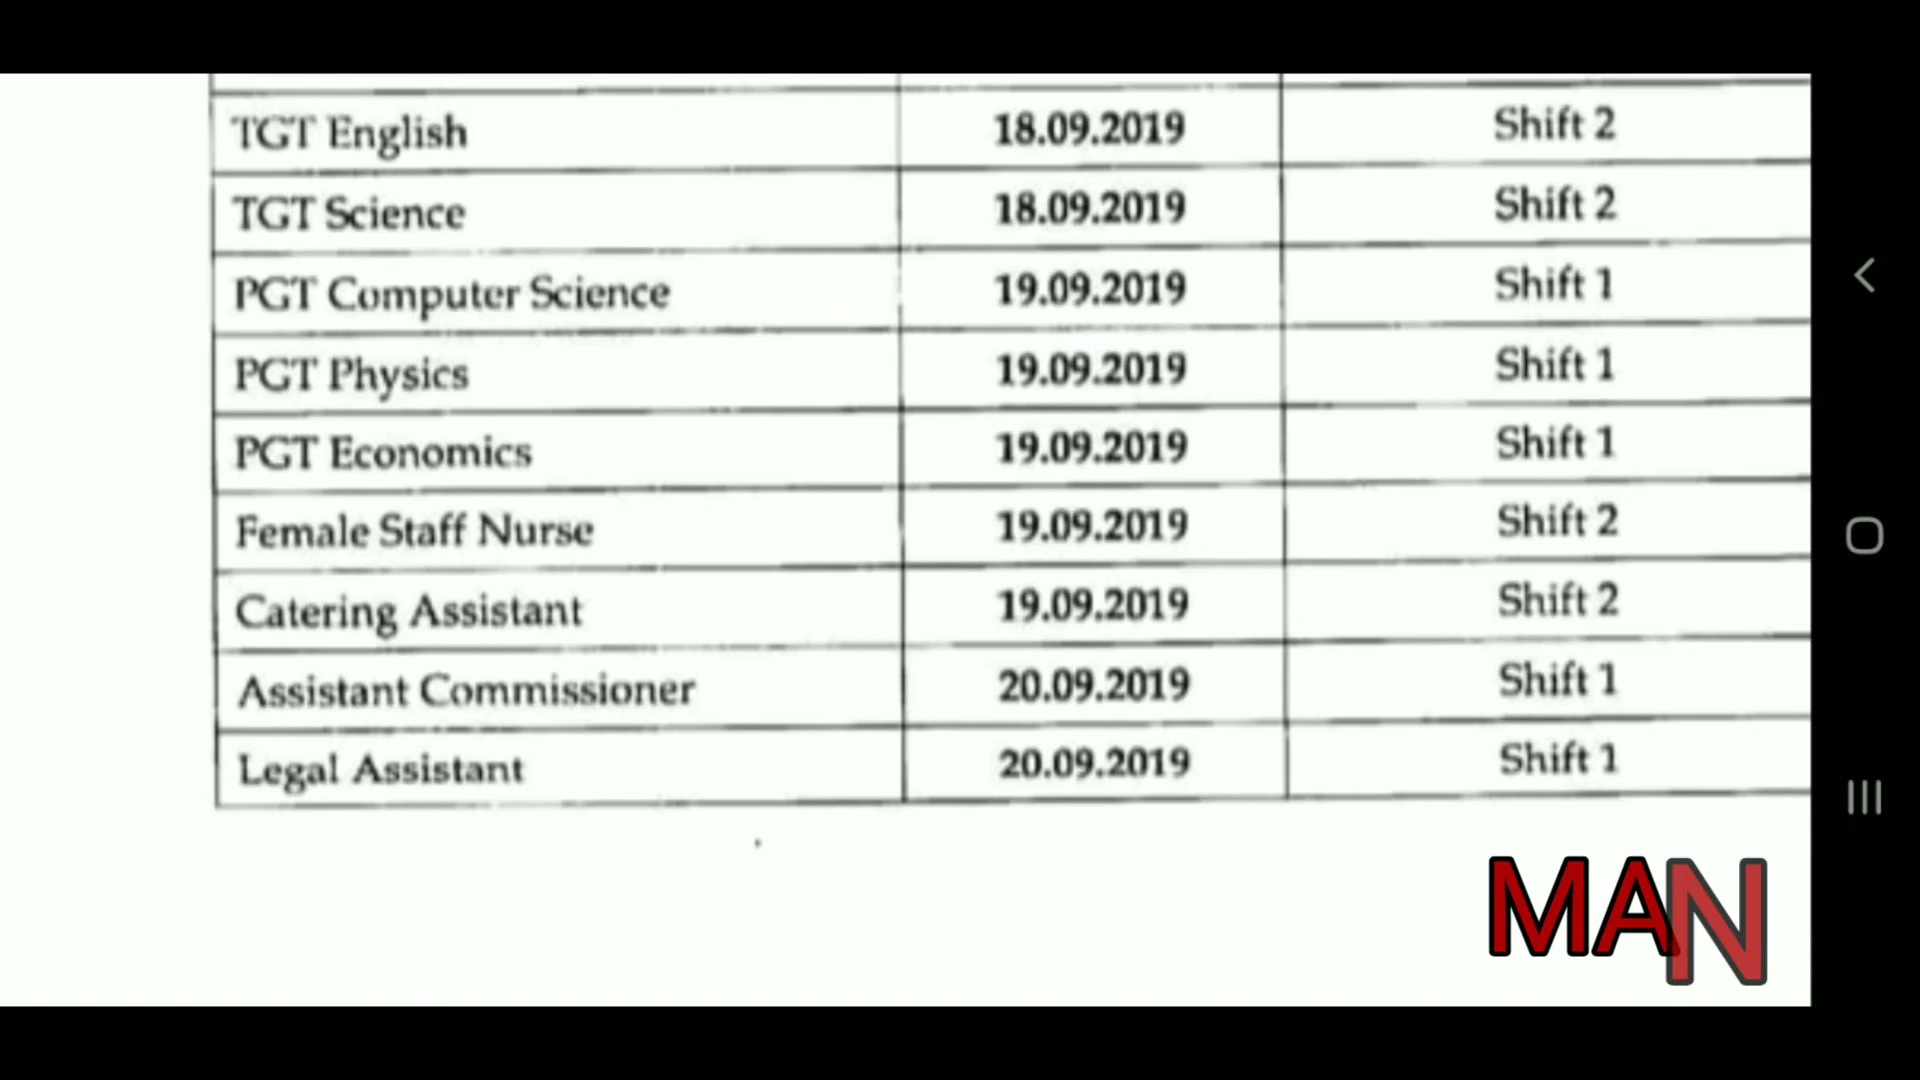 TGT English 18.09.2019 Shift 2
TGT Science 18.09.2019 Shift 2
PGT Computer Science 19.09.2019 Shift 1
PGT Physics 19.09.2019 Shift 1
PGT Economics 19.09.2019 Shift 1
Female Staff Nurse 19.09.2019 Shift 2
Catering Assistant 19.09.2019 Shift 2
Assistant Commissioner 20.09.2019 Shift 1
Legal Assistant 20.09.2019 Shift 1
MAN